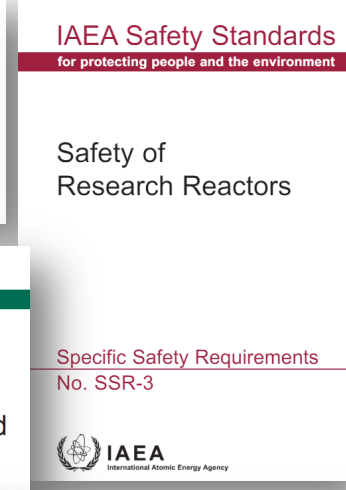 IAEA Safety Standards
for protecting people and the environment
Safety of
Research Reactors
Specific Safety Requirements
No. SSR-3
IAEA
International Atomic Energy Agency